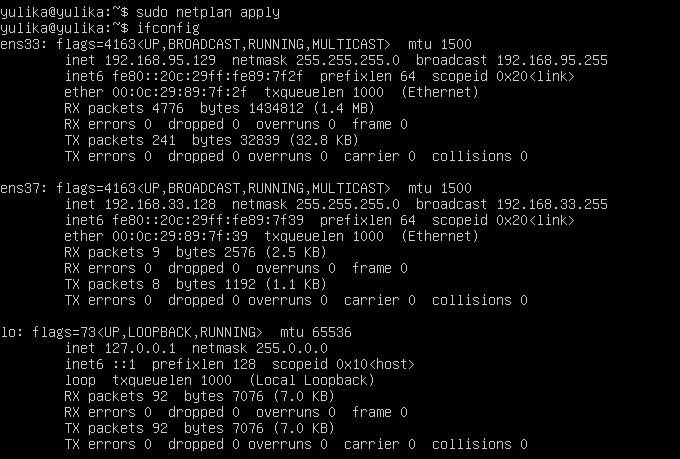 yulika@yulika:~$ sudo netplan apply
yulika@yulika:~$ ifconfig
ens33: flags=4163<UP,BROADCAST,RUNNING,MULTICAST>  mtu 1500
        inet 192.168.95.129  netmask 255.255.255.0  broadcast 192.168.95.255
        inet6 fe80::20c:29ff:fe89:7f2f  prefixlen 64  scopeid 0x20<link>
        ether 00:0c:29:89:7f:2f  txqueuelen 1000  (Ethernet)
        RX packets 4776  bytes 1434812 (1.4 MB)
        RX errors 0  dropped 0  overruns 0  frame 0
        TX packets 241  bytes 32839 (32.8 KB)
        TX errors 0  dropped 0 overruns 0  carrier 0  collisions 0
ens37: flags=4163<UP,BROADCAST,RUNNING,MULTICAST>  mtu 1500
        inet 192.168.33.128  netmask 255.255.255.0  broadcast 192.168.33.255
        inet6 fe80::20c:29ff:fe89:7f39  prefixlen 64  scopeid 0x20<link>
        ether 00:0c:29:89:7f:39  txqueuelen 1000  (Ethernet)
        RX packets 9  bytes 2576 (2.5 KB)
        RX errors 0  dropped 0  overruns 0  frame 0
        TX packets 8  bytes 1192 (1.1 KB)
        TX errors 0  dropped 0 overruns 0  carrier 0  collisions 0
lo: flags=73<UP,LOOPBACK,RUNNING>  mtu 65536
        inet 127.0.0.1  netmask 255.0.0.0
        inet6 ::1  prefixlen 128  scopeid 0x10<host>
        loop  txqueuelen 1000  (Local Loopback)
        RX packets 92  bytes 7076 (7.0 KB)
        RX errors 0  dropped 0  overruns 0  frame 0
        TX packets 92  bytes 7076 (7.0 KB)
        TX errors 0  dropped 0 overruns 0  carrier 0  collisions 0